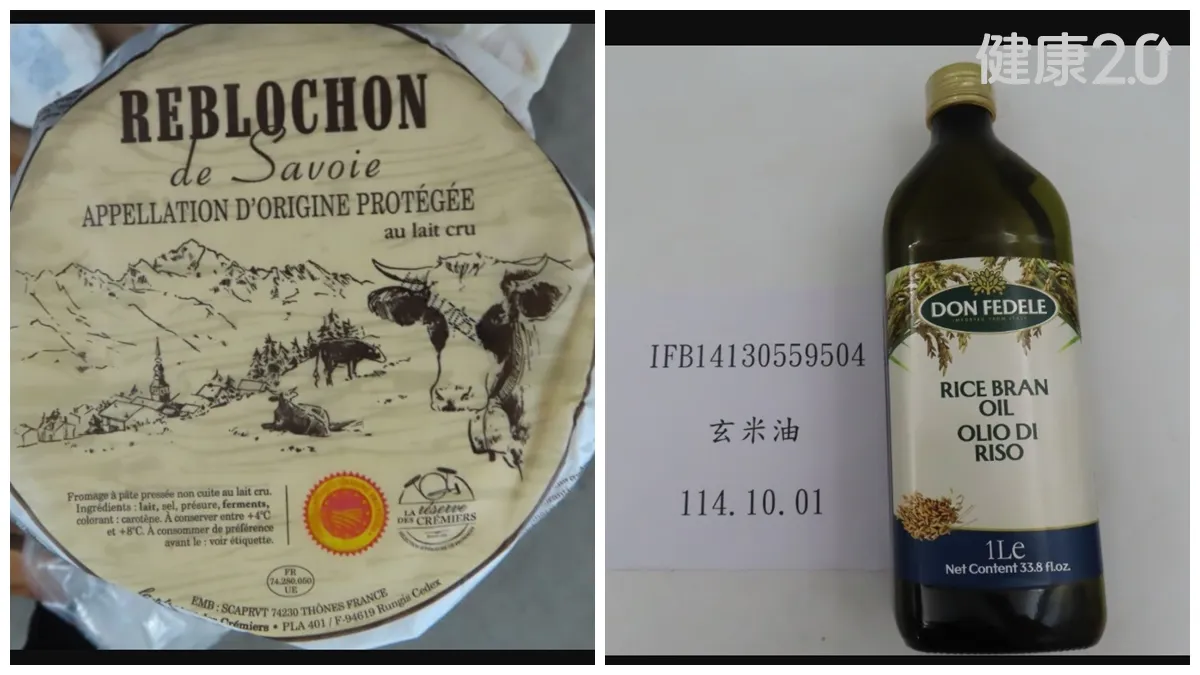 REBLOCHON
de Savoie
APPELLATION D'ORIGINE PROTÉGÉE
au lait cru
Fromage à pâte pressée non cuite au lait cru.
Ingrédients : lait, sel, présure, ferments,
colorant : carotène. À conserver entre +4°C
et +8°C. À consommer de préférence
avant le : voir étiquette.
LA
réserve
DES CRÉMIERS
FR
74.280.050
UE
EMB : SCAPRVT 74230 THÔNES FRANCE
Crémiers • PLA 401 / F-94619 Rungis Cedex
健康2.0
IFB14130559504
玄米油
114.10.01
DON FEDELE
IMPORTED FROM ITALY
RICE BRAN
OIL
OLIO DI
RISO
1Le
Net Content 33.8 fl.oz.